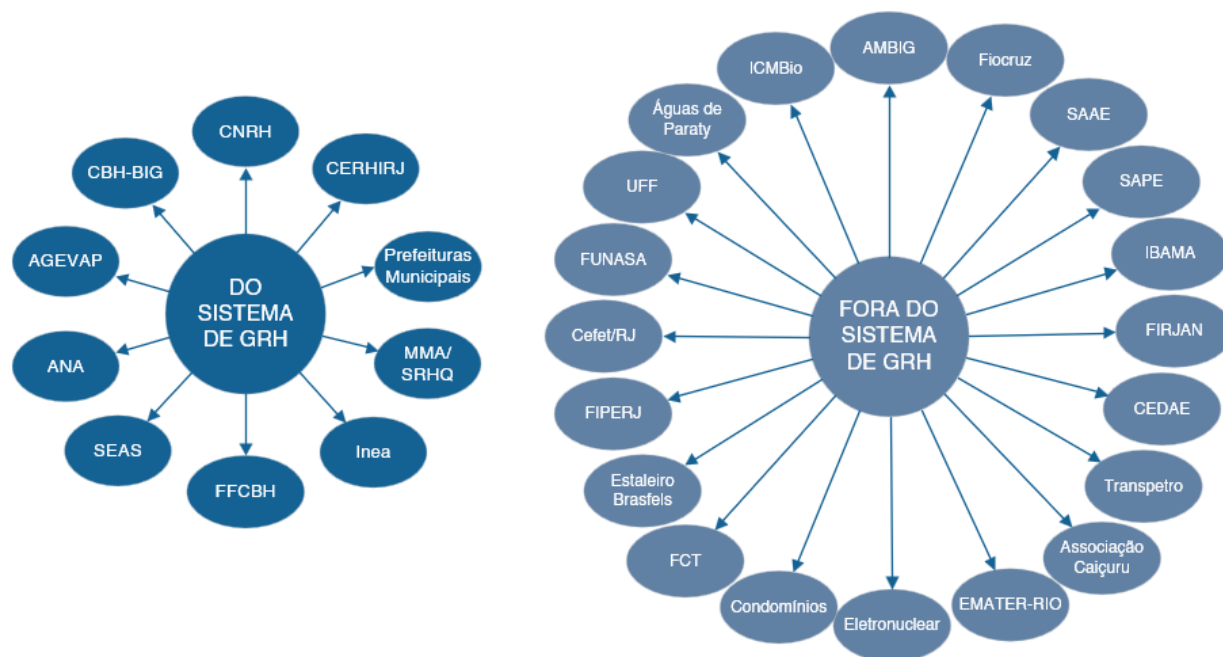 CNRH
CERHIRJ
Prefeituras
Municipais
MMA/
SRHQ
Inea
FFCBH
SEAS
ANA
AGEVAP
CBH-BIG
DO
SISTEMA
DE GRH
AMBIG
Fiocruz
SAAE
SAPE
IBAMA
FIRJAN
CEDAE
Transpetro
Associação
Caiçuru
EMATER-RIO
Eletronuclear
Condomínios
FCT
Estaleiro
Brasfels
FIPERJ
Cefet/RJ
FUNASA
UFF
Águas de
Paraty
ICMBio
FORA DO
SISTEMA
DE GRH